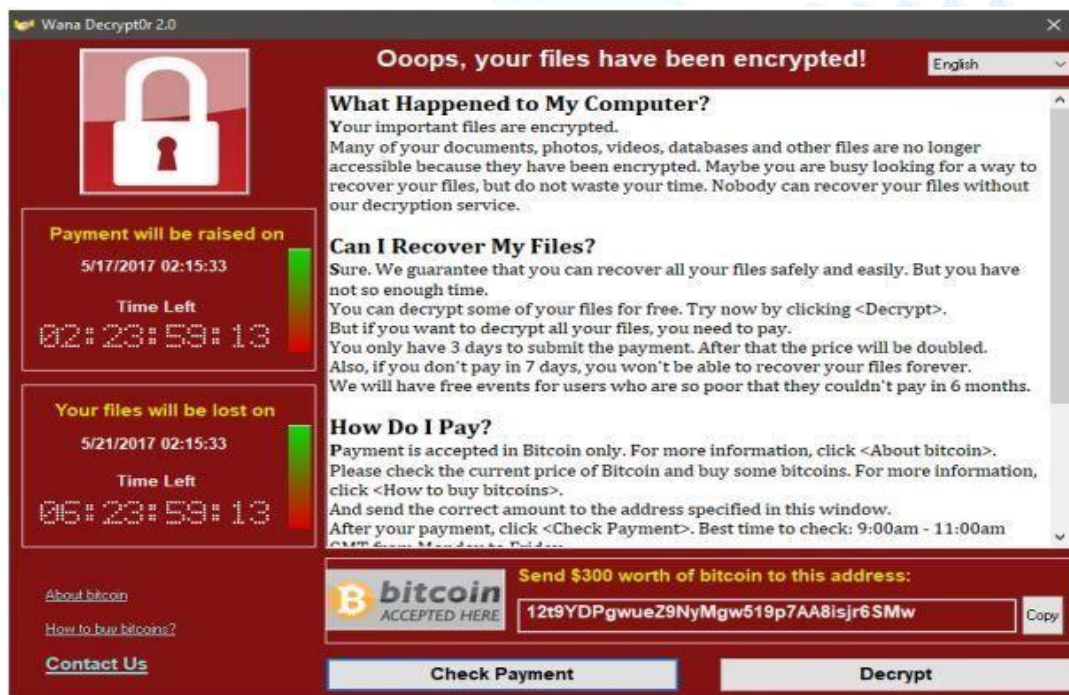 Wana Decrypt0r 2.0
Ooops, your files have been encrypted!
English
What Happened to My Computer?
Your important files are encrypted.
Many of your documents, photos, videos, databases and other files are no longer
accessible because they have been encrypted. Maybe you are busy looking for a way to
recover your files, but do not waste your time. Nobody can recover your files without
our decryption service.
Can I Recover My Files?
Sure. We guarantee that you can recover all your files safely and easily. But you have
not so enough time.
You can decrypt some of your files for free. Try now by clicking <Decrypt>.
But if you want to decrypt all your files, you need to pay.
You only have 3 days to submit the payment. After that the price will be doubled.
Also, if you don't pay in 7 days, you won't be able to recover your files forever.
We will have free events for users who are so poor that they couldn't pay in 6 months.
How Do I Pay?
Payment is accepted in Bitcoin only. For more information, click <About bitcoin>.
Please check the current price of Bitcoin and buy some bitcoins. For more information,
click <How to buy bitcoins>.
And send the correct amount to the address specified in this window.
After your payment, click <Check Payment>. Best time to check: 9:00am - 11:00am
GMT from Monday to Friday
Payment will be raised on
5/17/2017 02:15:33
Time Left
02:23:59:13
Your files will be lost on
5/21/2017 02:15:33
Time Left
06:23:59:13
About bitcoin
How to buy bitcoins?
Contact Us
bitcoin
ACCEPTED HERE
Send $300 worth of bitcoin to this address:
12t9YDPgwueZ9NyMgw519p7AA8isjr6SMw
Copy
Check Payment
Decrypt